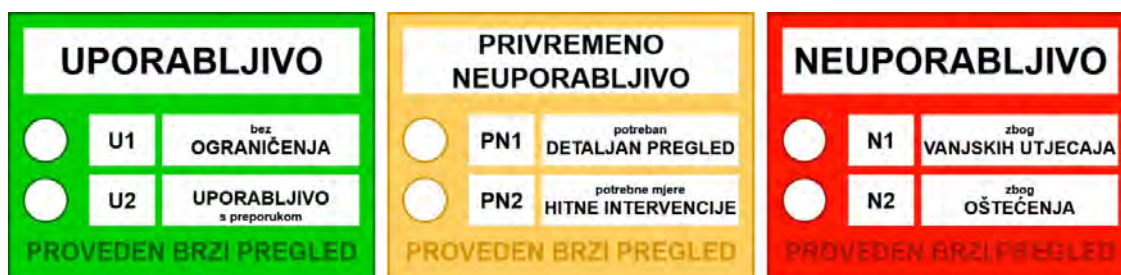 UPORABLJIVO
U1
bez
OGRANIČENJA
U2
UPORABLJIVO
s preporukom
PROVEDEN BRZI PREGLED
PRIVREMENO
NEUPORABLJIVO
PN1
potreban
DETALJAN PREGLED
PN2
potrebne mjere
HITNE INTERVENCIJE
PROVEDEN BRZI PREGLED
NEUPORABLJIVO
N1
zbog
VANJSKIH UTJECAJA
N2
zbog
OŠTEĆENJA
PROVEDEN BRZI PREGLED